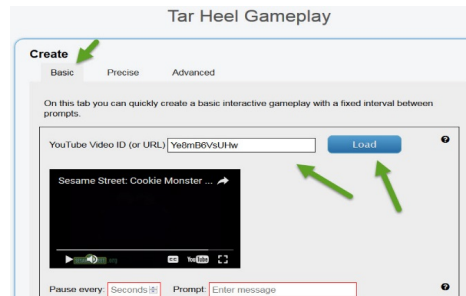 Tar Heel Gameplay
Create
Basic Precise Advanced
On this tab you can quickly create a basic interactive gameplay with a fixed interval between
prompts.
YouTube Video ID (or URL) Ye8mB6VsUHw Load
Sesame Street: Cookie Monster ...
CC YouTube
Pause every: Seconds Prompt: Enter message